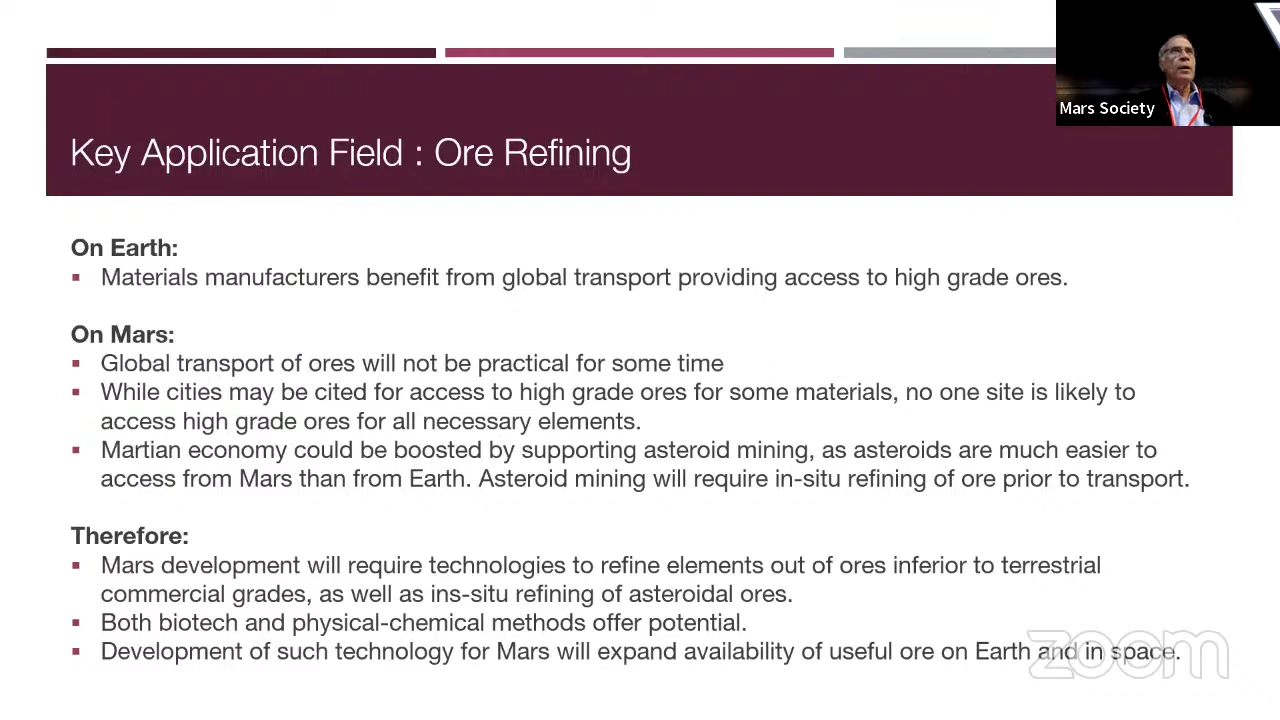 Mars Society
Key Application Field : Ore Refining
On Earth:
▪ Materials manufacturers benefit from global transport providing access to high grade ores.
On Mars:
▪ Global transport of ores will not be practical for some time
▪ While cities may be cited for access to high grade ores for some materials, no one site is likely to
access high grade ores for all necessary elements.
▪ Martian economy could be boosted by supporting asteroid mining, as asteroids are much easier to
access from Mars than from Earth. Asteroid mining will require in-situ refining of ore prior to transport.
Therefore:
▪ Mars development will require technologies to refine elements out of ores inferior to terrestrial
commercial grades, as well as ins-situ refining of asteroidal ores.
▪ Both biotech and physical-chemical methods offer potential.
▪ Development of such technology for Mars will expand availability of useful ore on Earth and in space.
zoom